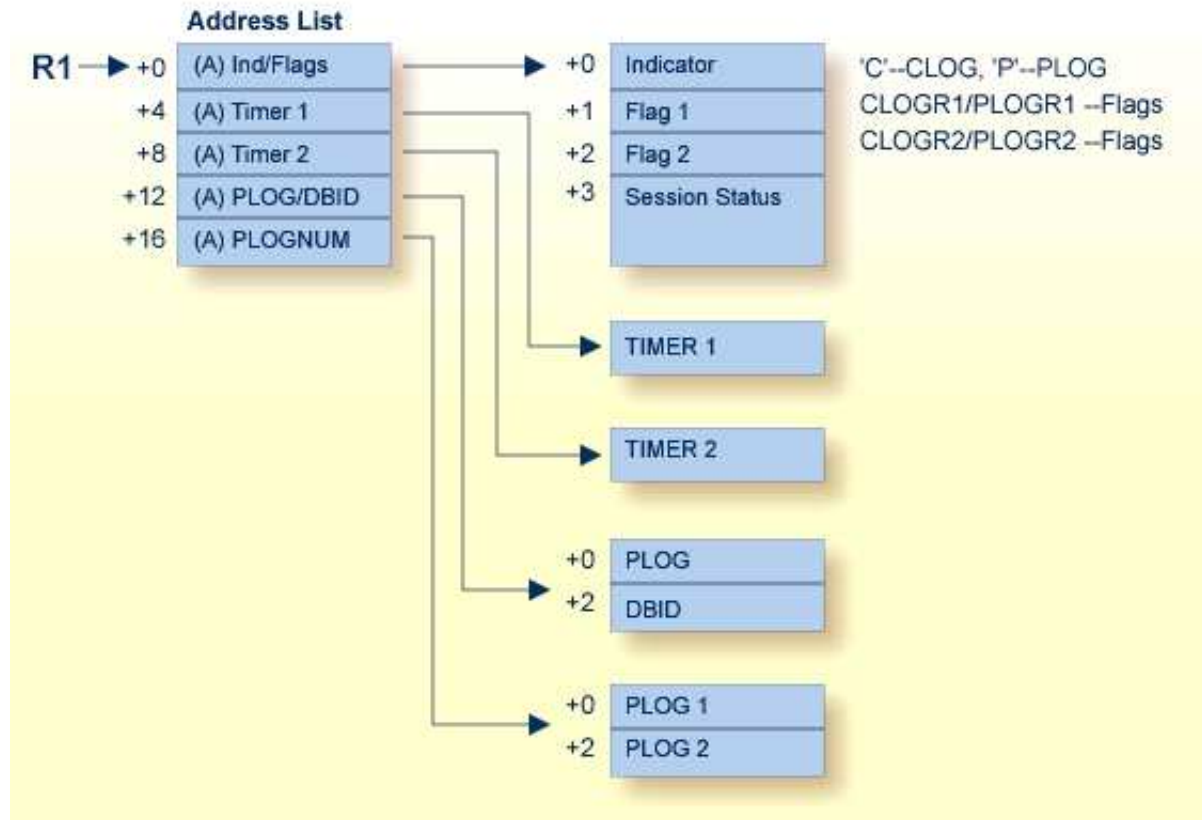 Address List
R1 +0 (A) Ind/Flags
+4 (A) Timer 1
+8 (A) Timer 2
+12 (A) PLOG/DBID
+16 (A) PLOGNUM
+0 Indicator 'C'--CLOG, 'P'--PLOG
+1 Flag 1 CLOGR1/PLOGR1 --Flags
+2 Flag 2 CLOGR2/PLOGR2 --Flags
+3 Session Status
TIMER 1
TIMER 2
+0 PLOG
+2 DBID
+0 PLOG 1
+2 PLOG 2